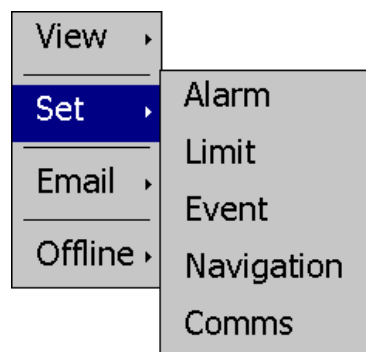 View
Set
Email
Offline
Alarm
Limit
Event
Navigation
Comms